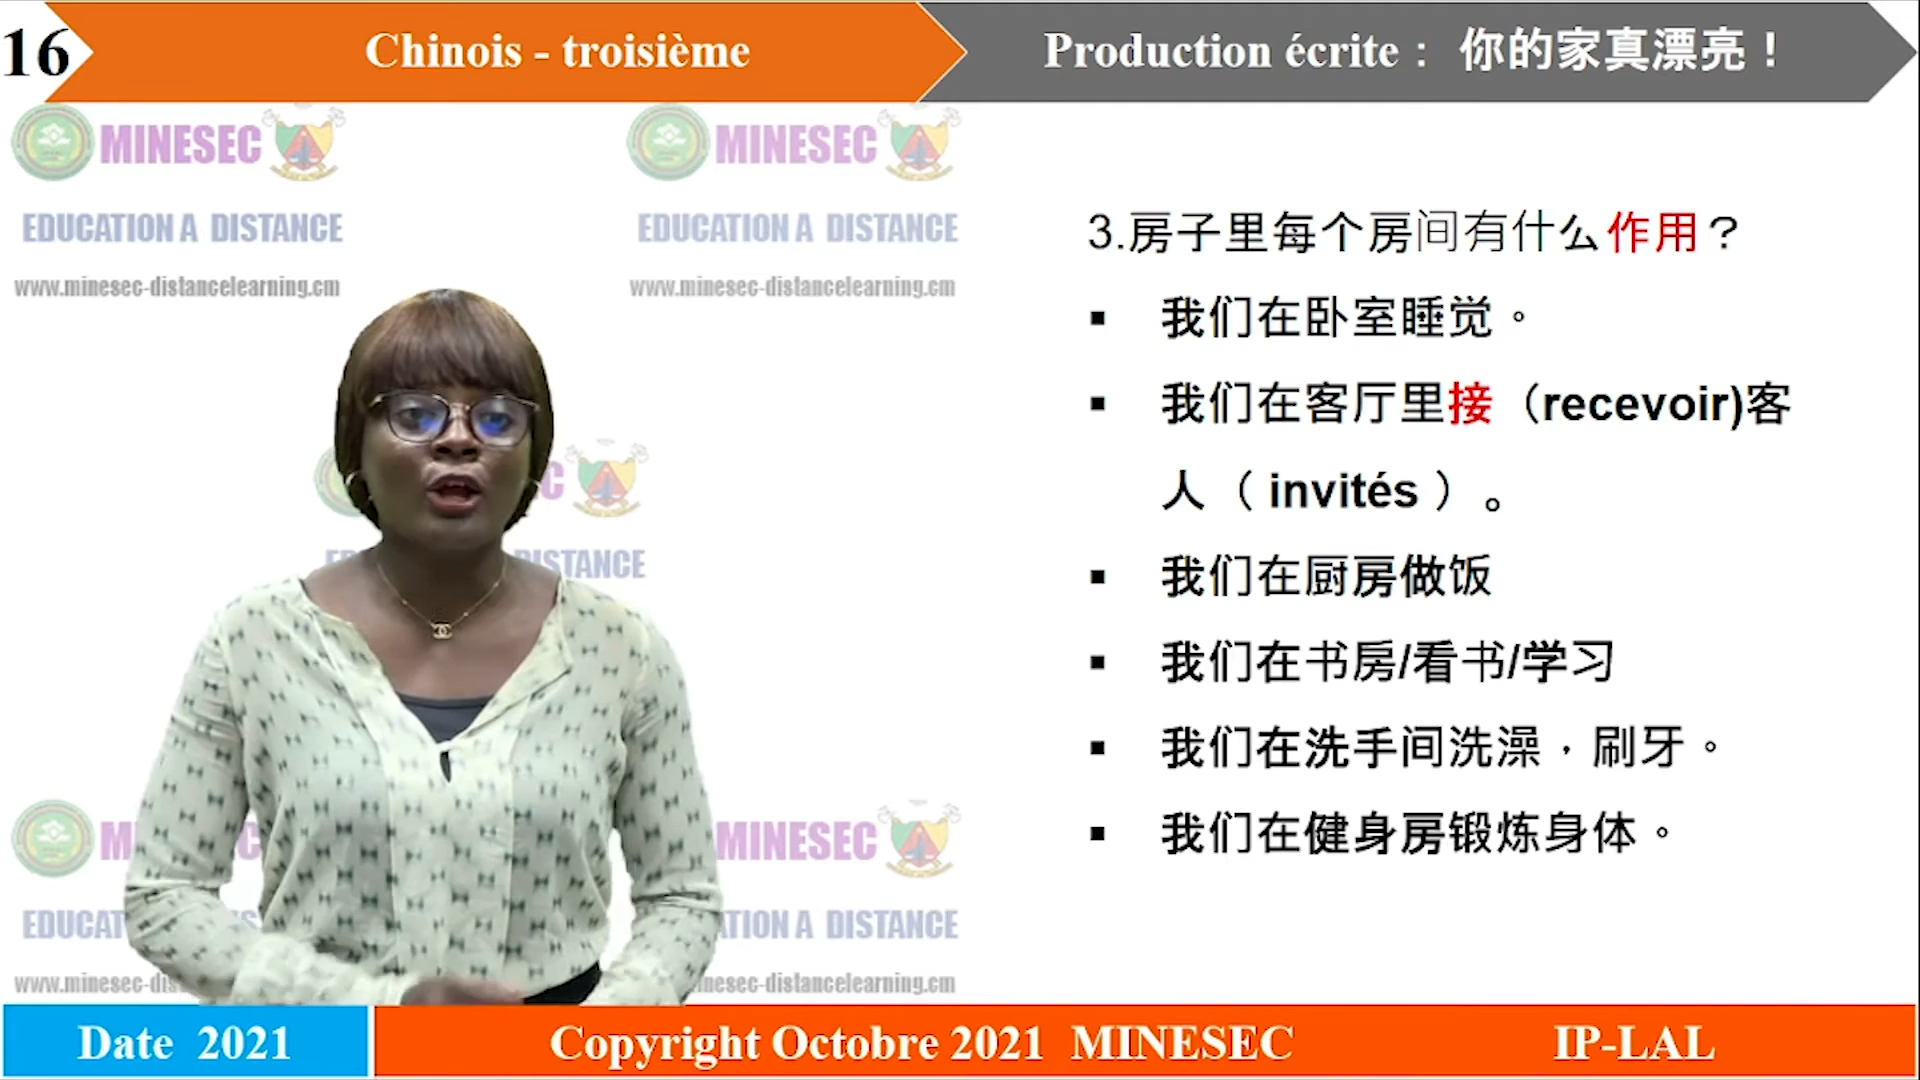 16
Chinois - troisième
Production écrite : 你的家真漂亮！
MINESEC
MINESEC
EDUCATION A DISTANCE
EDUCATION A DISTANCE
www.minesec-distancelearning.cm
www.minesec-distancelearning.cm
3.房子里每个房间有什么作用？
▪ 我们在卧室睡觉。
▪ 我们在客厅里接（recevoir)客
人（ invités ）。
▪ 我们在厨房做饭
▪ 我们在书房/看书/学习
▪ 我们在洗手间洗澡，刷牙。
▪ 我们在健身房锻炼身体。
MINESEC
DISTANCE
Date 2021
Copyright Octobre 2021 MINESEC
IP-LAL